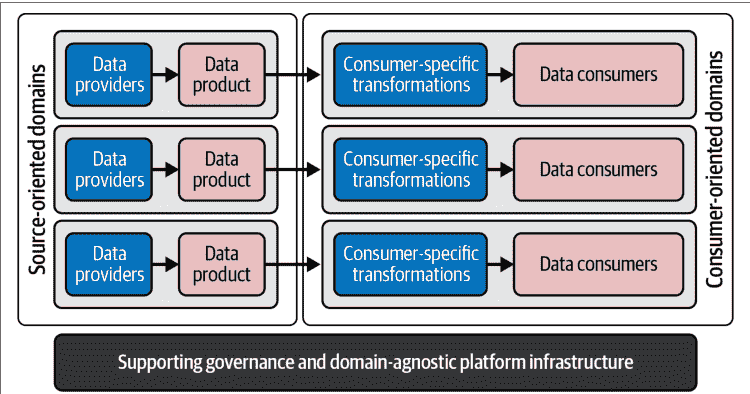 Source-oriented domains
Data
providers
Data
product
Consumer-specific
transformations
Data consumers
Data
providers
Data
product
Consumer-specific
transformations
Data consumers
Data
providers
Data
product
Consumer-specific
transformations
Data consumers
Consumer-oriented domains
Supporting governance and domain-agnostic platform infrastructure